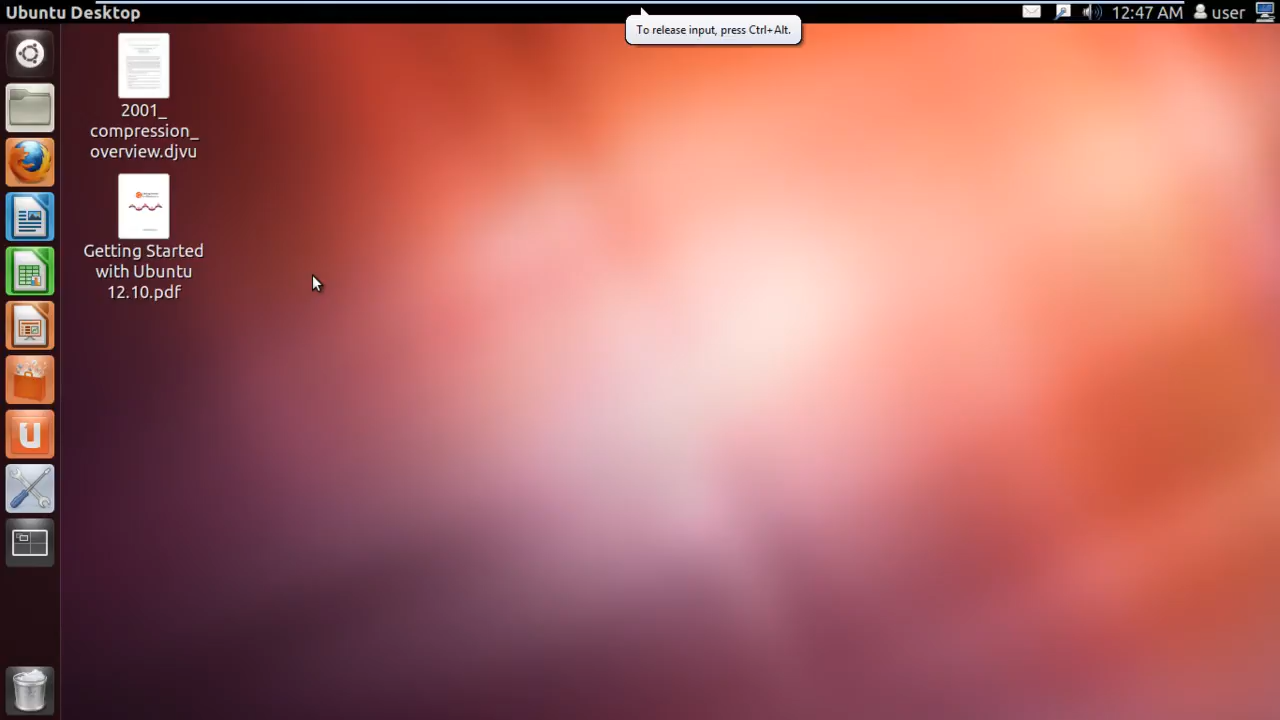 Ubuntu Desktop
12:47 AM
user
To release input, press Ctrl+Alt.
2001_
compression_
overview.djvu
Getting Started
with Ubuntu
12.10.pdf